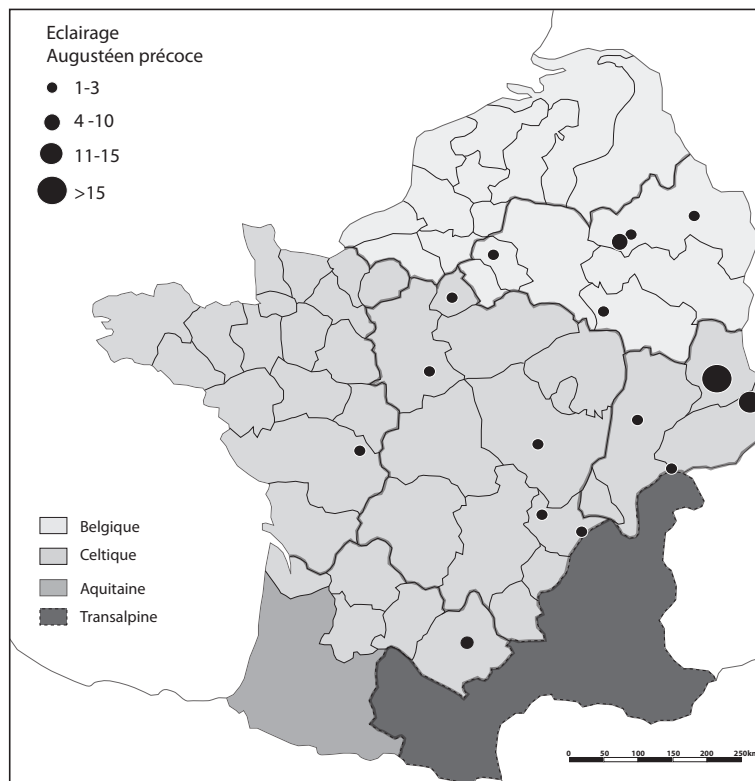 Eclairage
Augustéen précoce
1-3
4 -10
11-15
>15
Belgique
Celtique
Aquitaine
Transalpine
0 50 100 150 200 250km